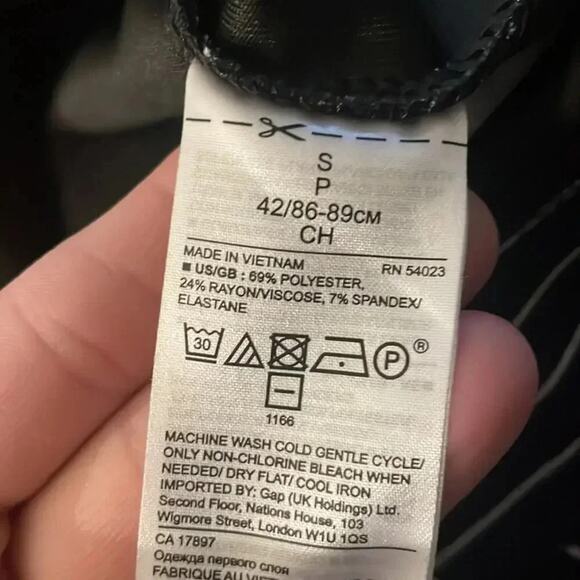 S
P
42/86-89CM
CH
MADE IN VIETNAM RN 54023
■ US/GB : 69% POLYESTER,
24% RAYON/VISCOSE, 7% SPANDEX/
ELASTANE
30 P ®
1166
MACHINE WASH COLD GENTLE CYCLE/
ONLY NON-CHLORINE BLEACH WHEN
NEEDED/ DRY FLAT/ COOL IRON
IMPORTED BY: Gap (UK Holdings) Ltd.
Second Floor, Nations House, 103
Wigmore Street, London W1U 1QS
CA 17897
Одежда первого слоя
FABRIQUE AU VIET